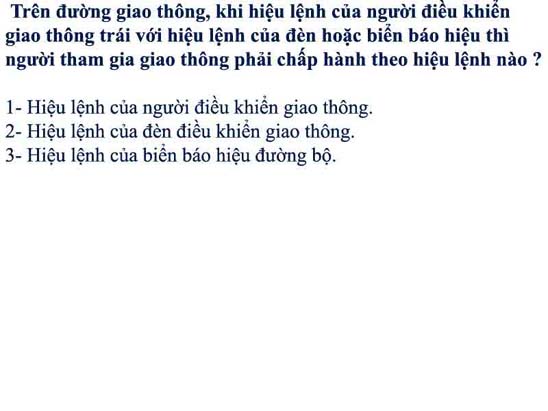 Trên đường giao thông, khi hiệu lệnh của người điều khiển
giao thông trái với hiệu lệnh của đèn hoặc biển báo hiệu thì
người tham gia giao thông phải chấp hành theo hiệu lệnh nào ?
1- Hiệu lệnh của người điều khiển giao thông.
2- Hiệu lệnh của đèn điều khiển giao thông.
3- Hiệu lệnh của biển báo hiệu đường bộ.